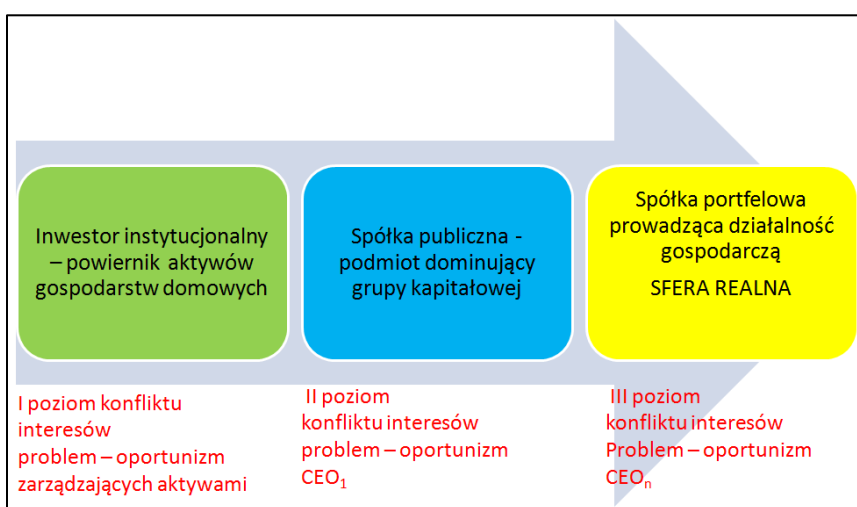 Inwestor instytucjonalny
– powiernik aktywów
gospodarstw domowych
Spółka publiczna -
podmiot dominujący
grupy kapitałowej
Spółka portfelowa
prowadząca działalność
gospodarczą
SFERA REALNA
I poziom konfliktu
interesów
problem – oportunizm
zarządzających aktywami
II poziom
konfliktu interesów
problem – oportunizm
CEO₁
III poziom
konfliktu interesów
Problem – oportunizm
CEOₙ